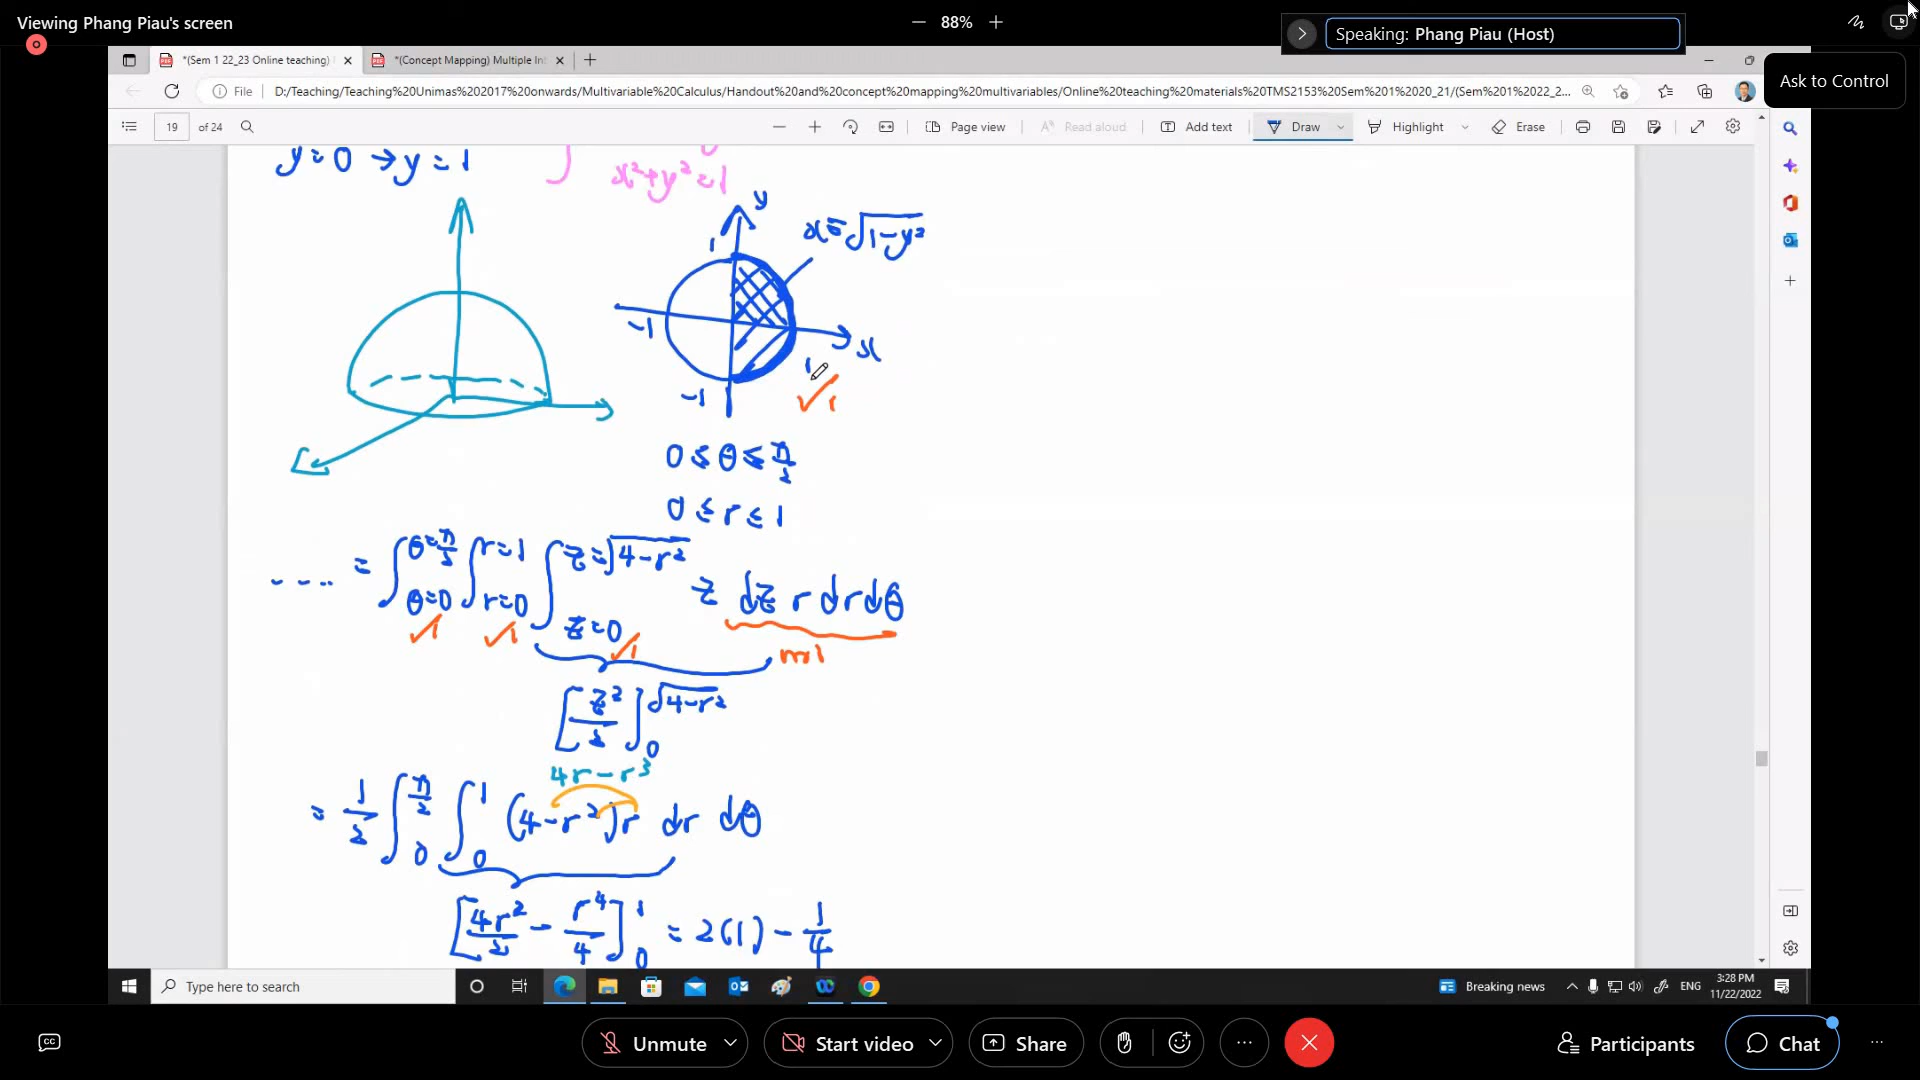 Viewing Phang Piau's screen
88%
Speaking: Phang Piau (Host)
Ask to Control
*(Sem 1 22_23 Online teaching)
*(Concept Mapping) Multiple In
File
D:/Teaching/Teaching%20Unimas%202017%20onwards/Multivariable%20Calculus/Handout%20and%20concept%20mapping%20multivariables/Online%20teaching%20materials%20TMS2153%20Sem%201%2020_21/(Sem%201%2022_2...
19 of 24
Page view
Read aloud
Add text
Draw
Highlight
Erase
y=0 → y=1
x²+y²=1
y
x=√1-y²
1
-1
x
1
-1
✓1
0 ≤ θ ≤ π/2
0 ≤ r ≤ 1
.... = ∫θ=0 θ=π/2 ∫r=0 r=1 ∫z=0 z=√4-r² z dz r dr dθ
✓1 ✓1 ✓1 m1
[z²/2]0 √4-r²
4r-r³
= 1/2 ∫0 π/2 ∫0 1 (4-r²)r dr dθ
[4r²/2 - r⁴/4]0 1 = 2(1) - 1/4
Type here to search
Breaking news
ENG
3:28 PM
11/22/2022
CC
Unmute
Start video
Share
Participants
Chat